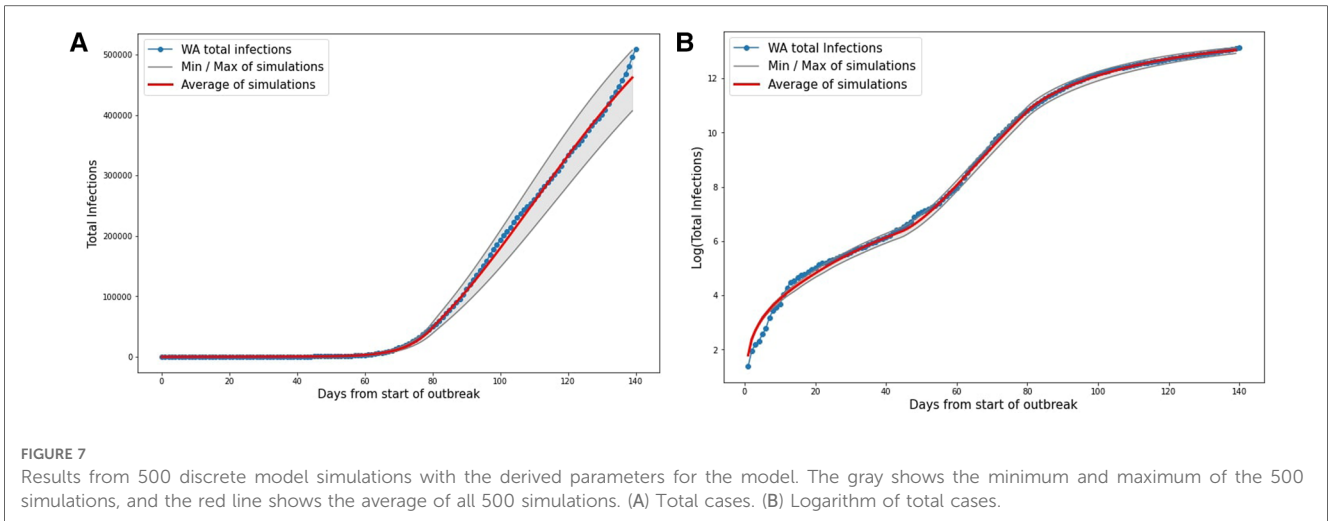 A
WA total infections
Min / Max of simulations
Average of simulations
500000
400000
300000
200000
100000
0
Total Infections
0 20 40 60 80 100 120 140
Days from start of outbreak
B
WA total Infections
Min / Max of simulations
Average of simulations
12
10
8
6
4
2
Log(Total Infections)
0 20 40 60 80 100 120 140
Days from start of outbreak
FIGURE 7
Results from 500 discrete model simulations with the derived parameters for the model. The gray shows the minimum and maximum of the 500
simulations, and the red line shows the average of all 500 simulations. (A) Total cases. (B) Logarithm of total cases.